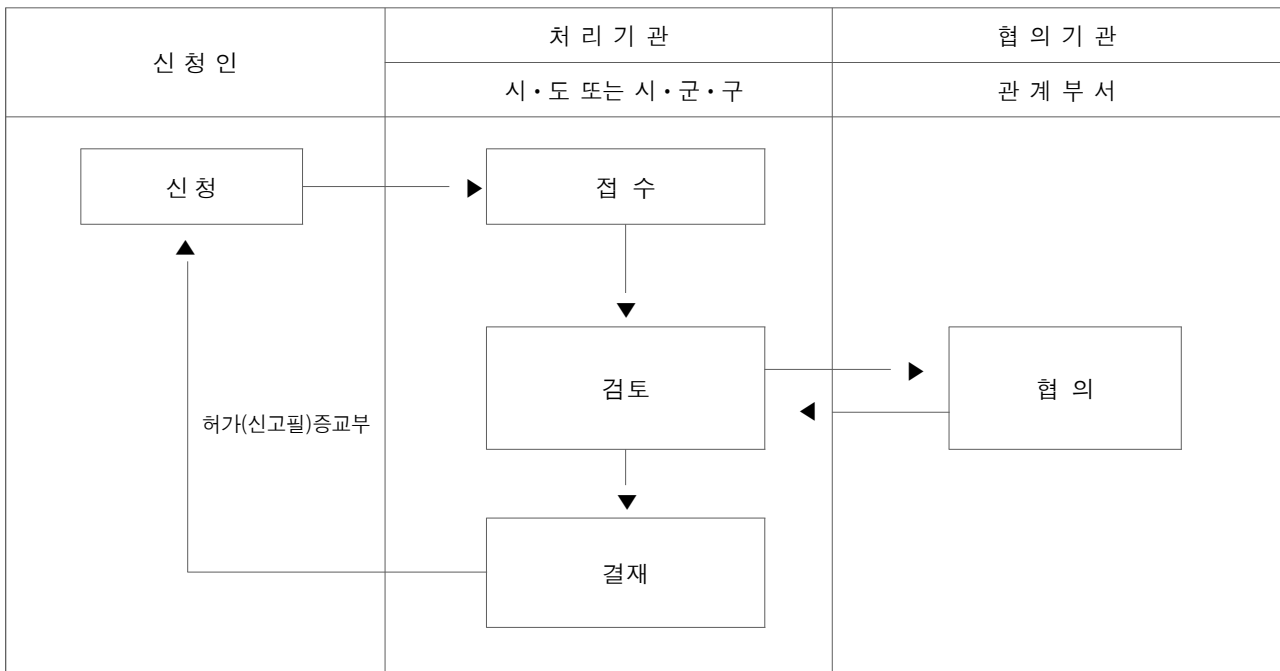 신 청 인
처 리 기 관
협 의 기 관
시 • 도 또는 시 • 군 • 구
관 계 부 서
신 청
접 수
검토
협 의
허가(신고필)증교부
결재